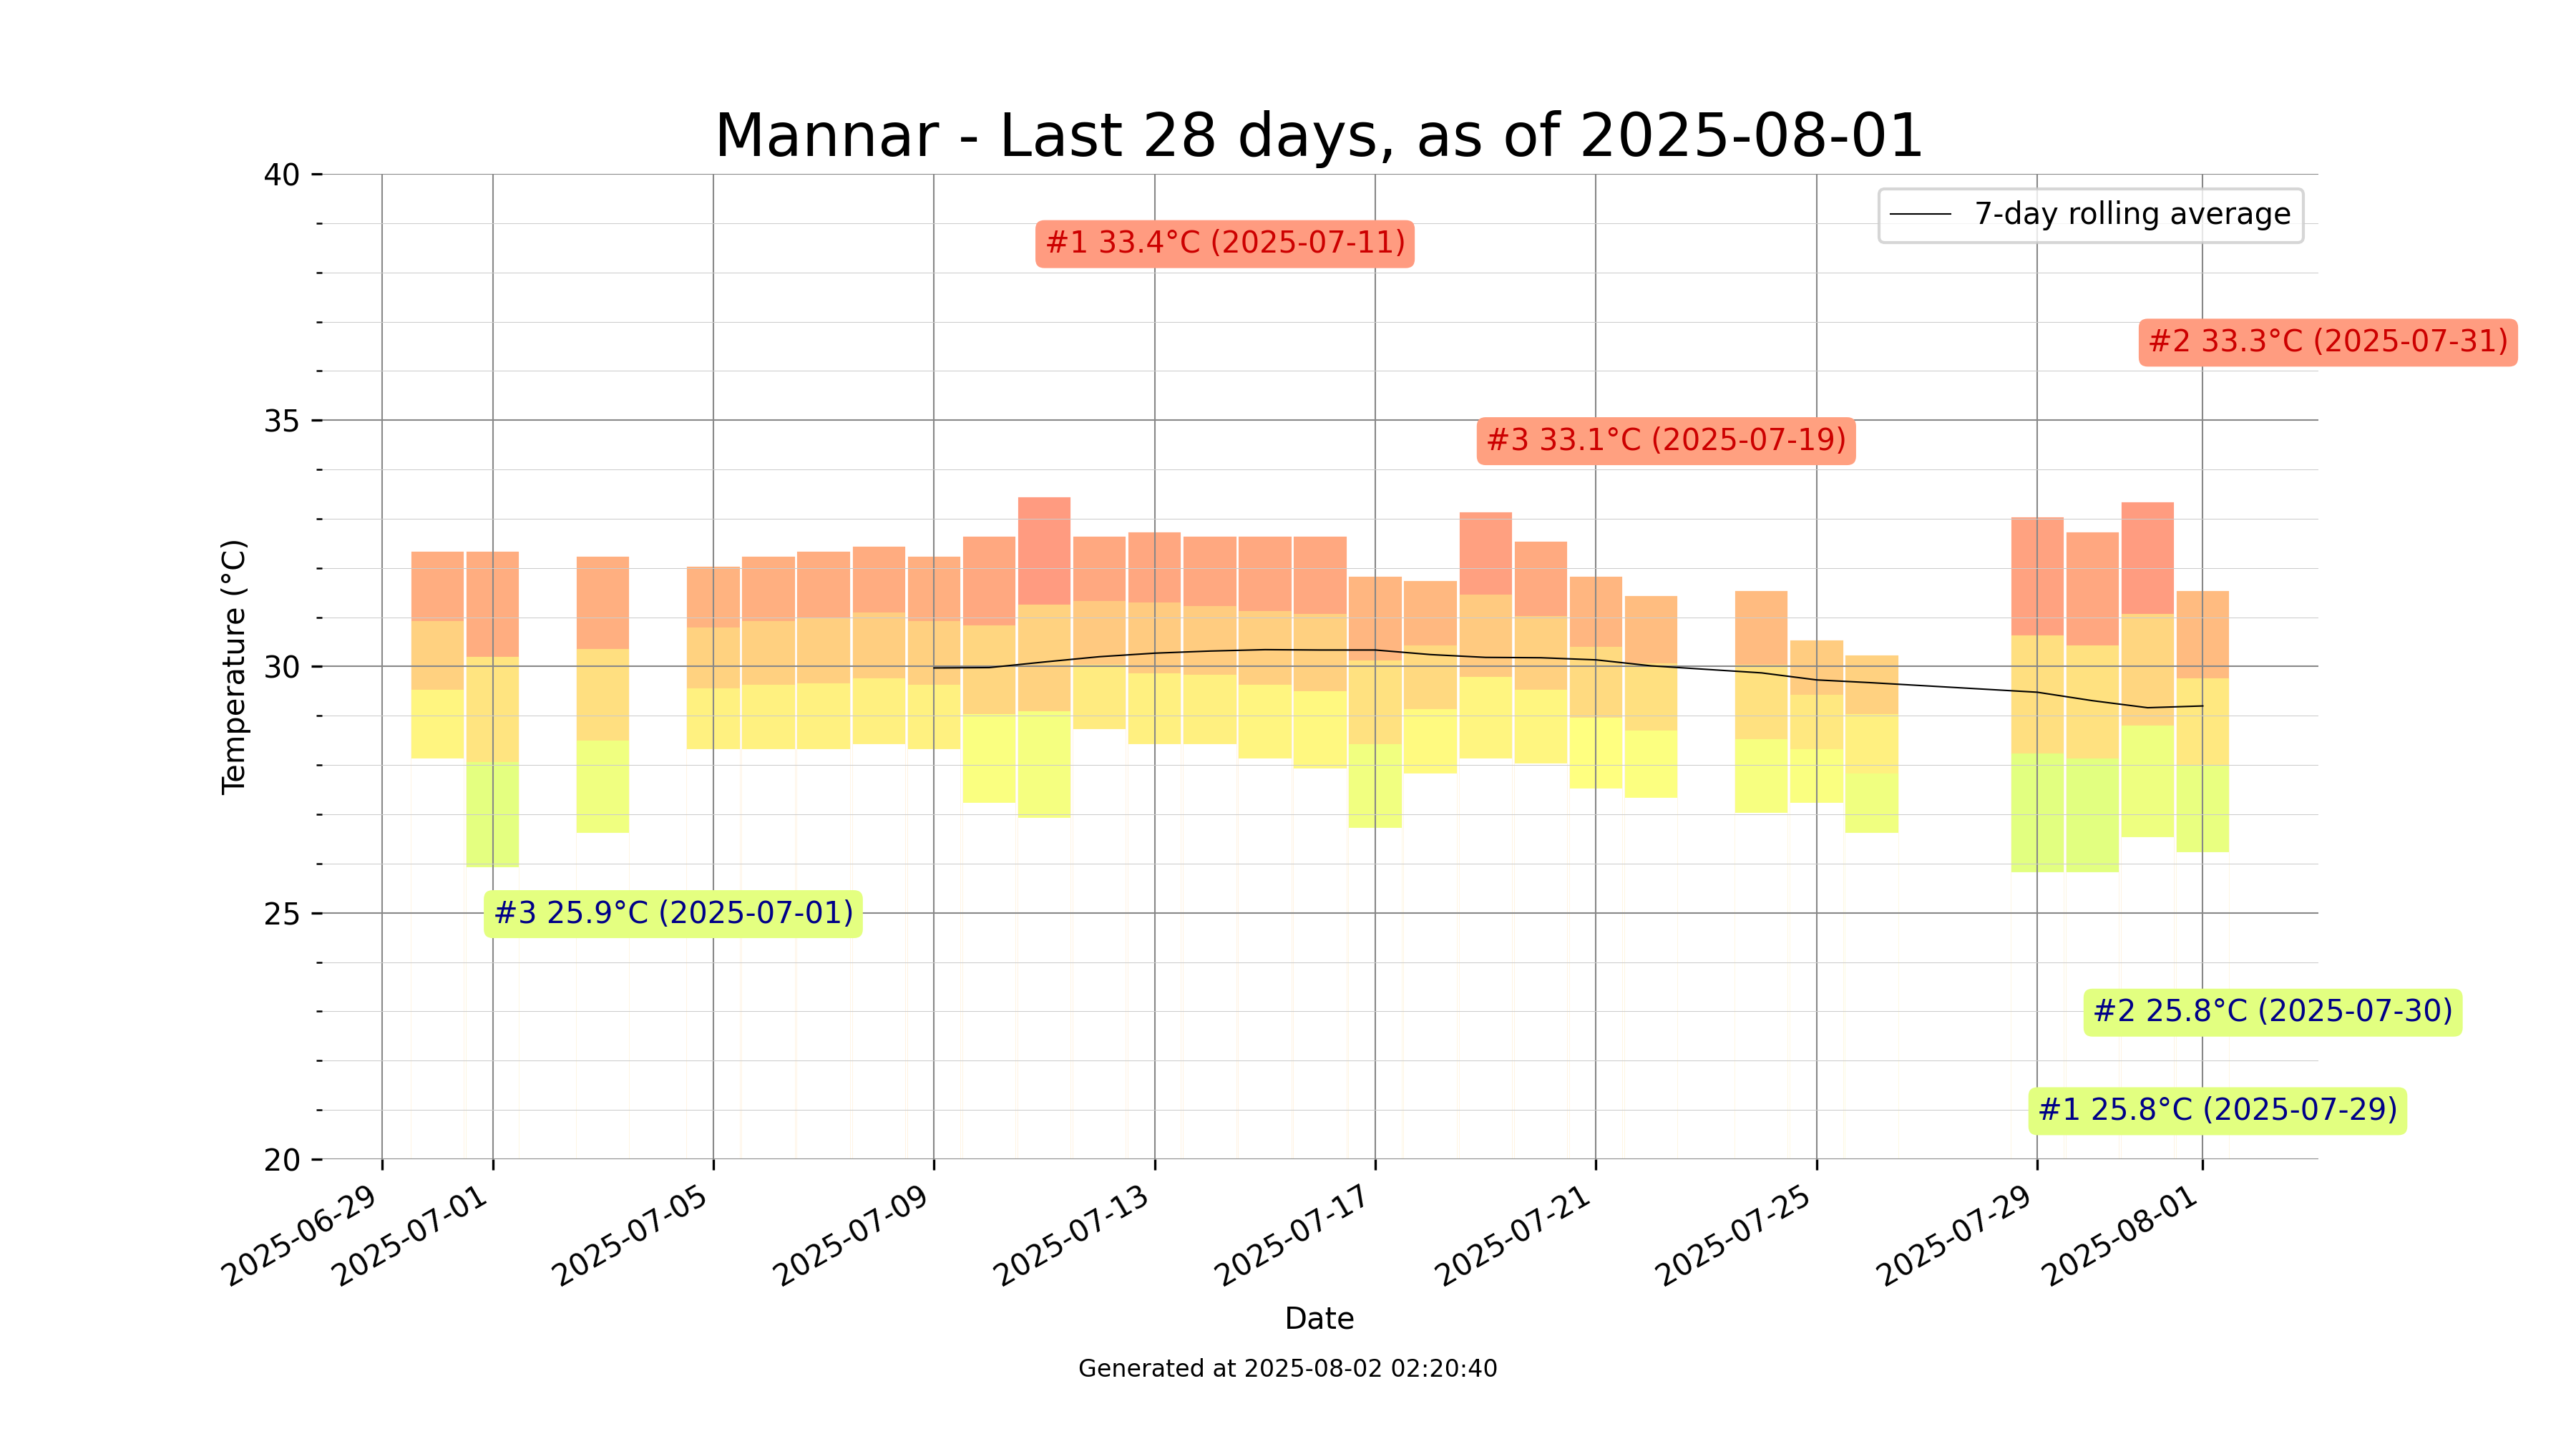 Mannar - Last 28 days, as of 2025-08-01
7-day rolling average
#1 33.4°C (2025-07-11)
#2 33.3°C (2025-07-31)
#3 33.1°C (2025-07-19)
#3 25.9°C (2025-07-01)
#2 25.8°C (2025-07-30)
#1 25.8°C (2025-07-29)
Temperature (°C)
40
35
30
25
20
2025-06-29
2025-07-01
2025-07-05
2025-07-09
2025-07-13
2025-07-17
2025-07-21
2025-07-25
2025-07-29
2025-08-01
Date
Generated at 2025-08-02 02:20:40